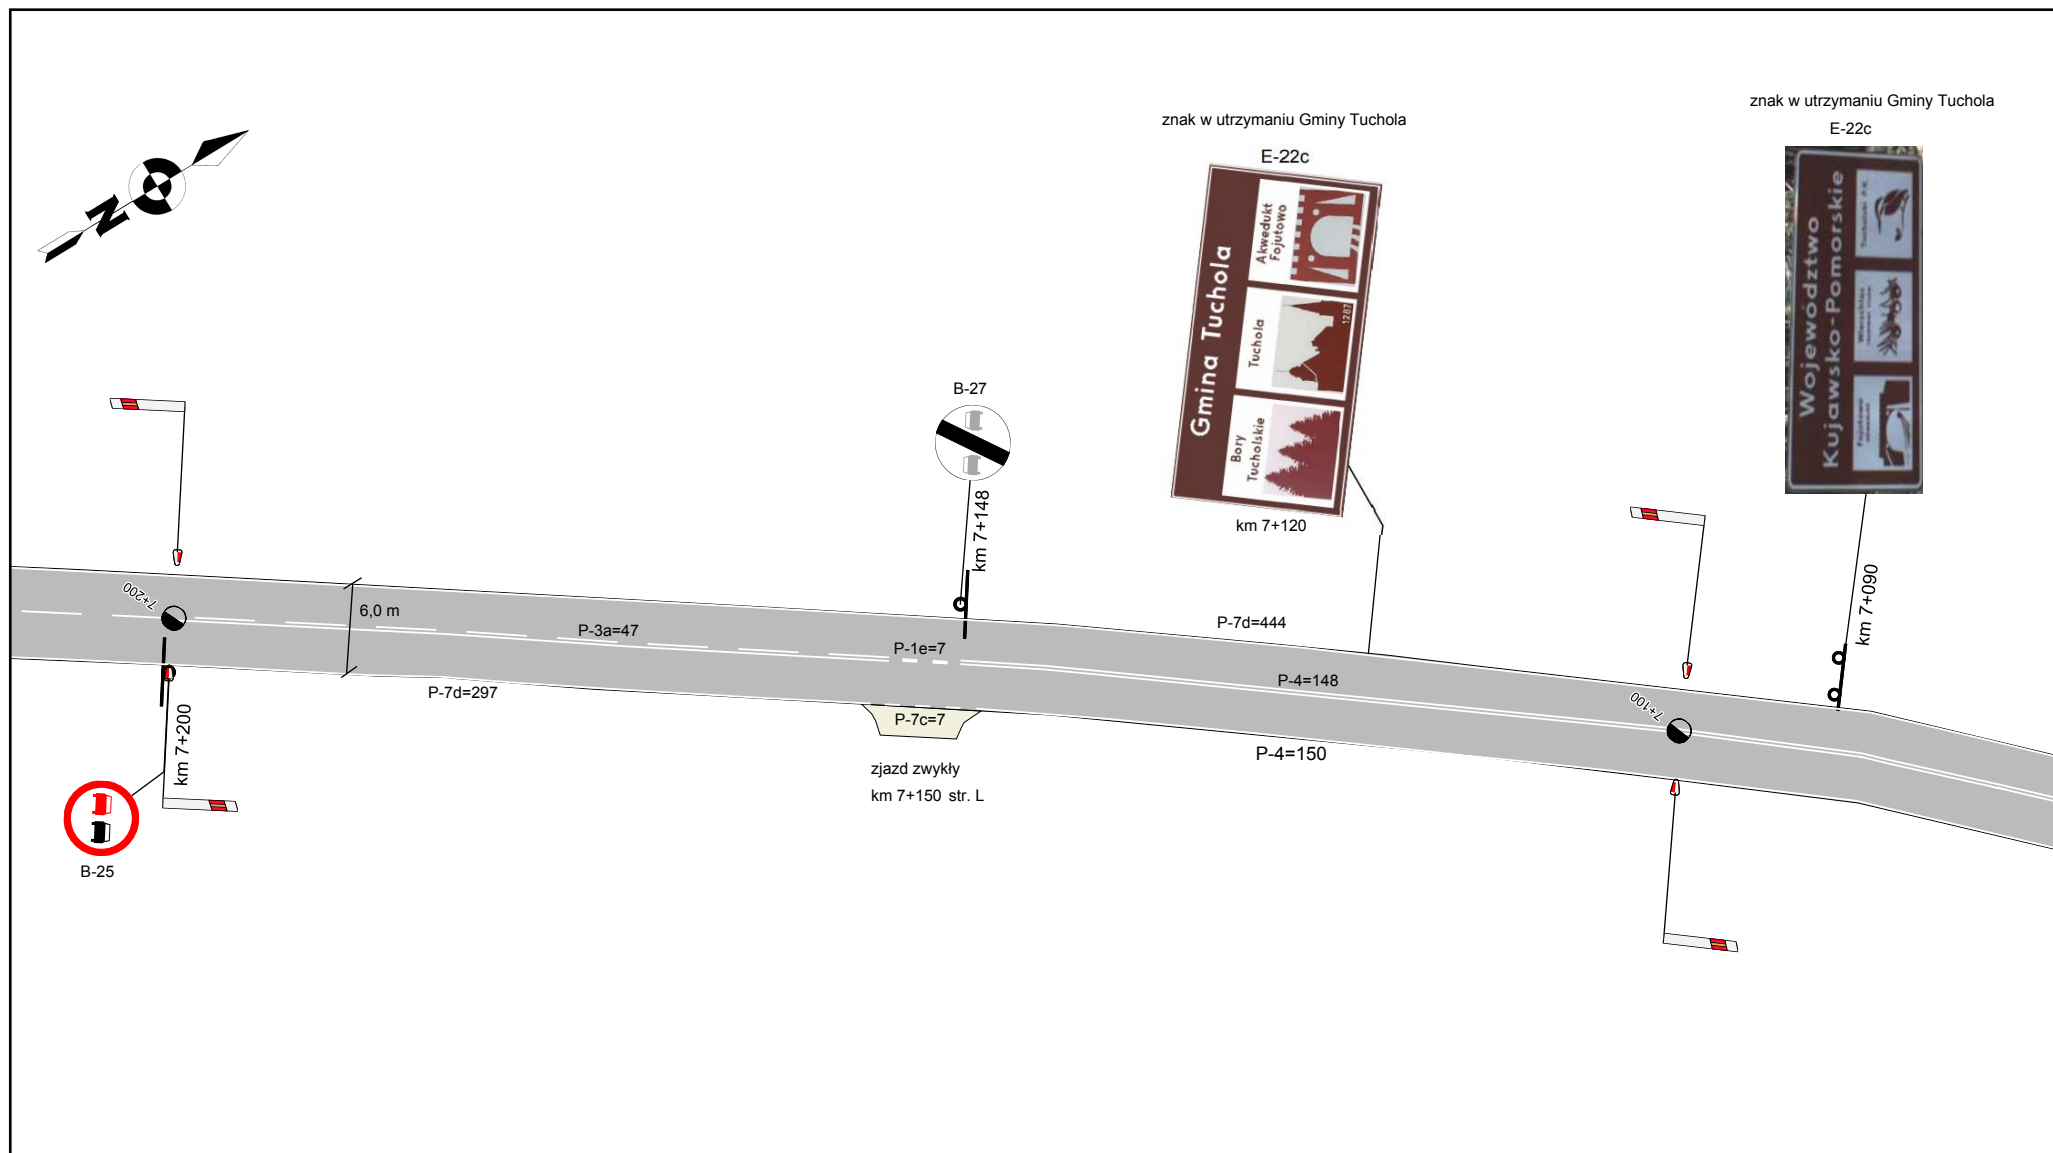 znak w utrzymaniu Gminy Tuchola
E-22c
znak w utrzymaniu Gminy Tuchola
E-22c
N
Gmina Tuchola
Akwedukt
Fojutowo
Tuchola
1287
Bory
Tucholskie
km 7+120
Województwo
Kujawsko-Pomorskie
Tucholski P.K.
B-27
km 7+148
km 7+090
7+200
6,0 m
P-3a=47
P-1e=7
P-7d=444
P-4=148
7+100
P-7d=297
P-7c=7
P-4=150
km 7+200
zjazd zwykły
km 7+150 str. L
B-25